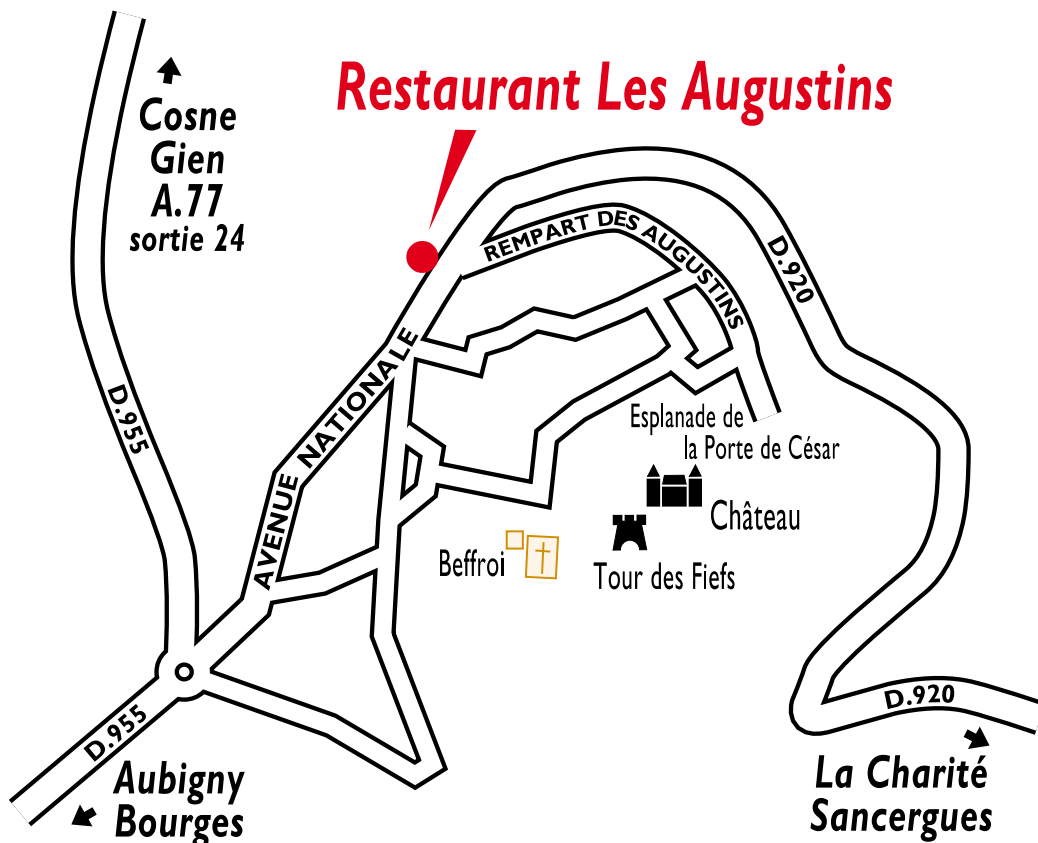 Restaurant Les Augustins
Cosne
Gien
A.77
sortie 24
REMPART DES AUGUSTINS
D.920
AVENUE NATIONALE
D.955
Esplanade de
la Porte de César
Château
Beffroi
Tour des Fiefs
D.955
D.920
Aubigny
Bourges
La Charité
Sancergues